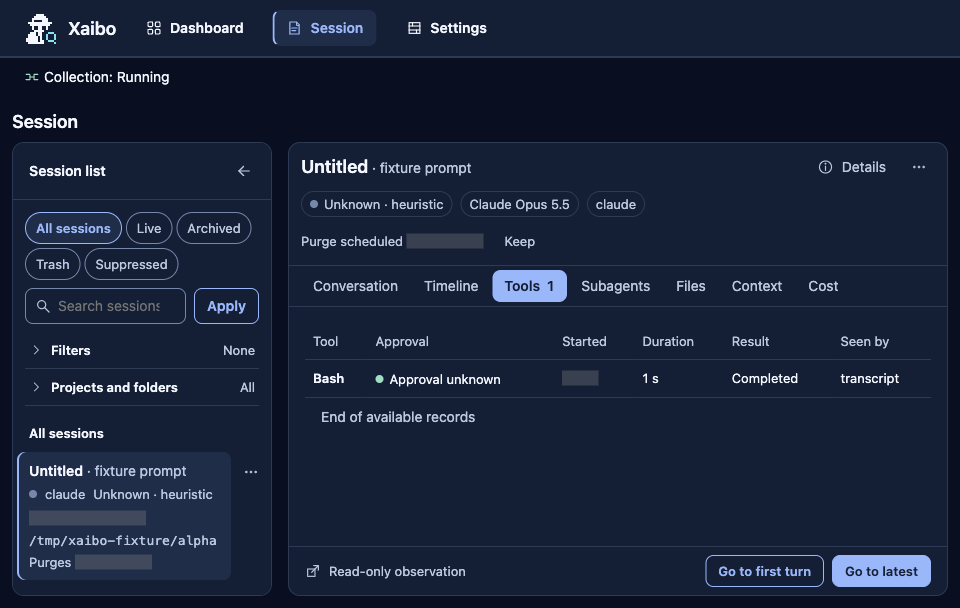 Xaibo Dashboard Session Settings
Collection: Running
Session
Session list
All sessions Live Archived
Trash Suppressed
Search sessions Apply
Filters None
Projects and folders All
All sessions
Untitled · fixture prompt
claude Unknown · heuristic
/tmp/xaibo-fixture/alpha
Purges
Untitled · fixture prompt Details
Unknown · heuristic Claude Opus 5.5 claude
Purge scheduled Keep
Conversation Timeline Tools 1 Subagents Files Context Cost
Tool Approval Started Duration Result Seen by
Bash Approval unknown 1 s Completed transcript
End of available records
Read-only observation Go to first turn Go to latest